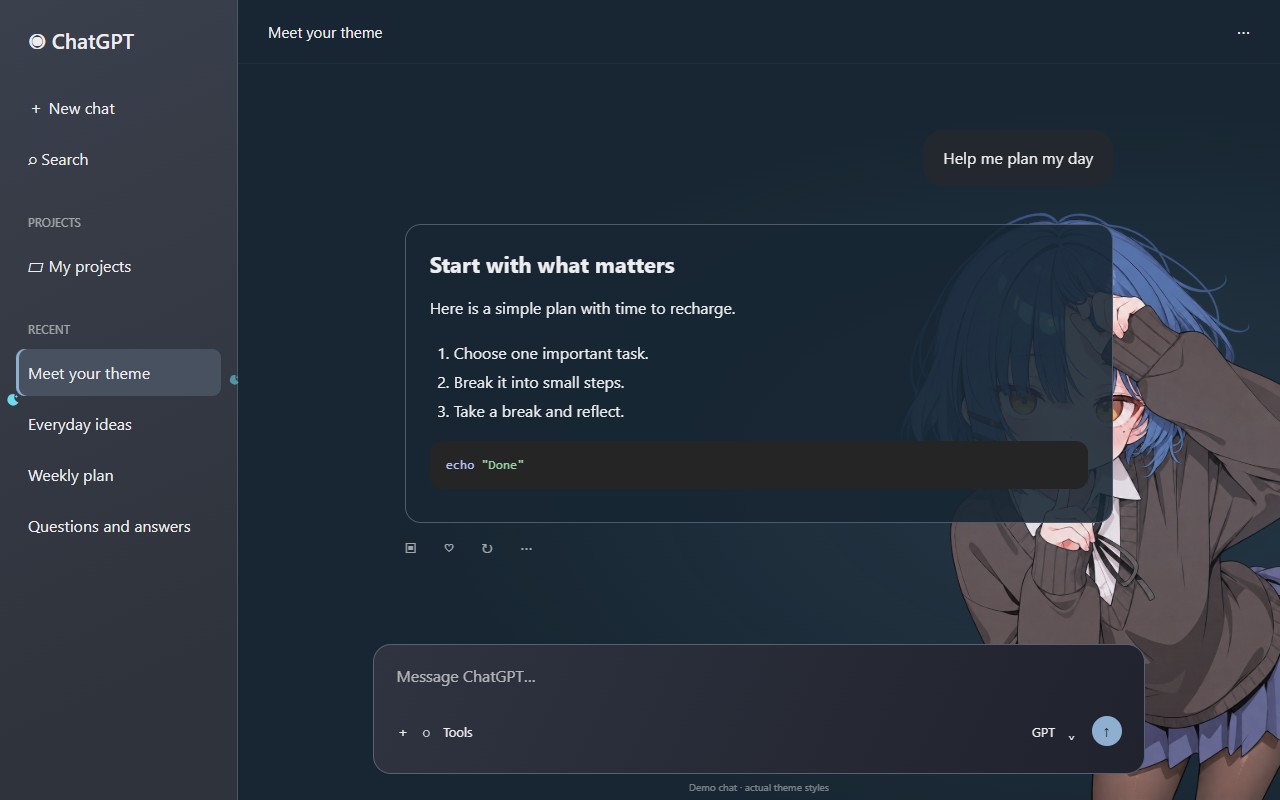 ChatGPT
+ New chat
Search
PROJECTS
My projects
RECENT
Meet your theme
Everyday ideas
Weekly plan
Questions and answers
Meet your theme
...
Help me plan my day
Start with what matters
Here is a simple plan with time to recharge.
1. Choose one important task.
2. Break it into small steps.
3. Take a break and reflect.
echo "Done"
Message ChatGPT...
+ Tools
GPT
Demo chat · actual theme styles